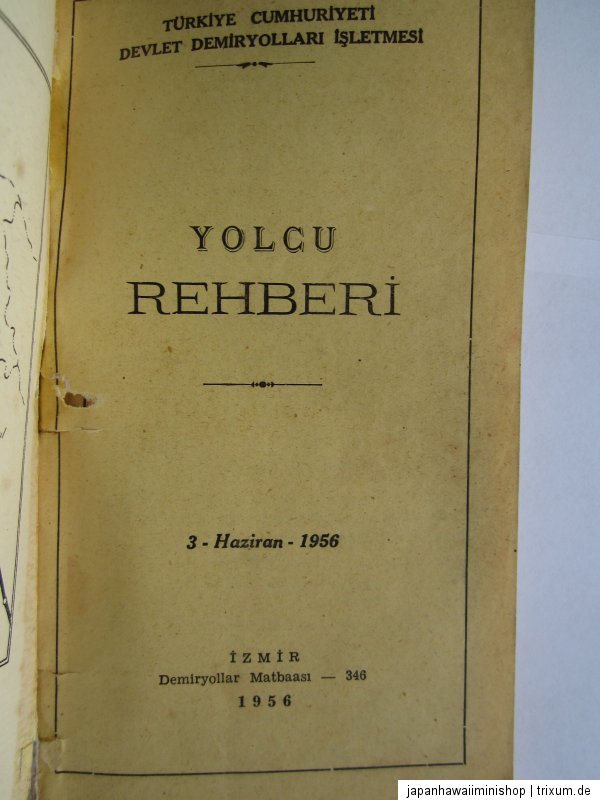 TÜRKİYE CUMHURİYETİ
DEVLET DEMİRYOLLARI İŞLETMESİ
YOLCU
REHBERİ
3 - Haziran - 1956
İZMİR
Demiryollar Matbaası — 346
1956
japanhawaiiminishop | trixum.de